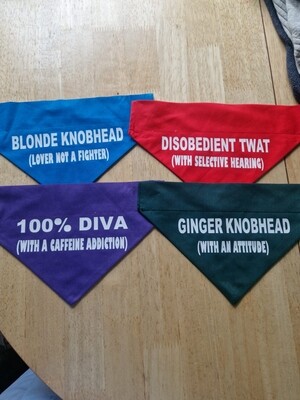 BLONDE KNOBHEAD
(LOVER NOT A FIGHTER)
DISOBEDIENT TWAT
(WITH SELECTIVE HEARING)
100% DIVA
(WITH A CAFFEINE ADDICTION)
GINGER KNOBHEAD
(WITH AN ATTITUDE)